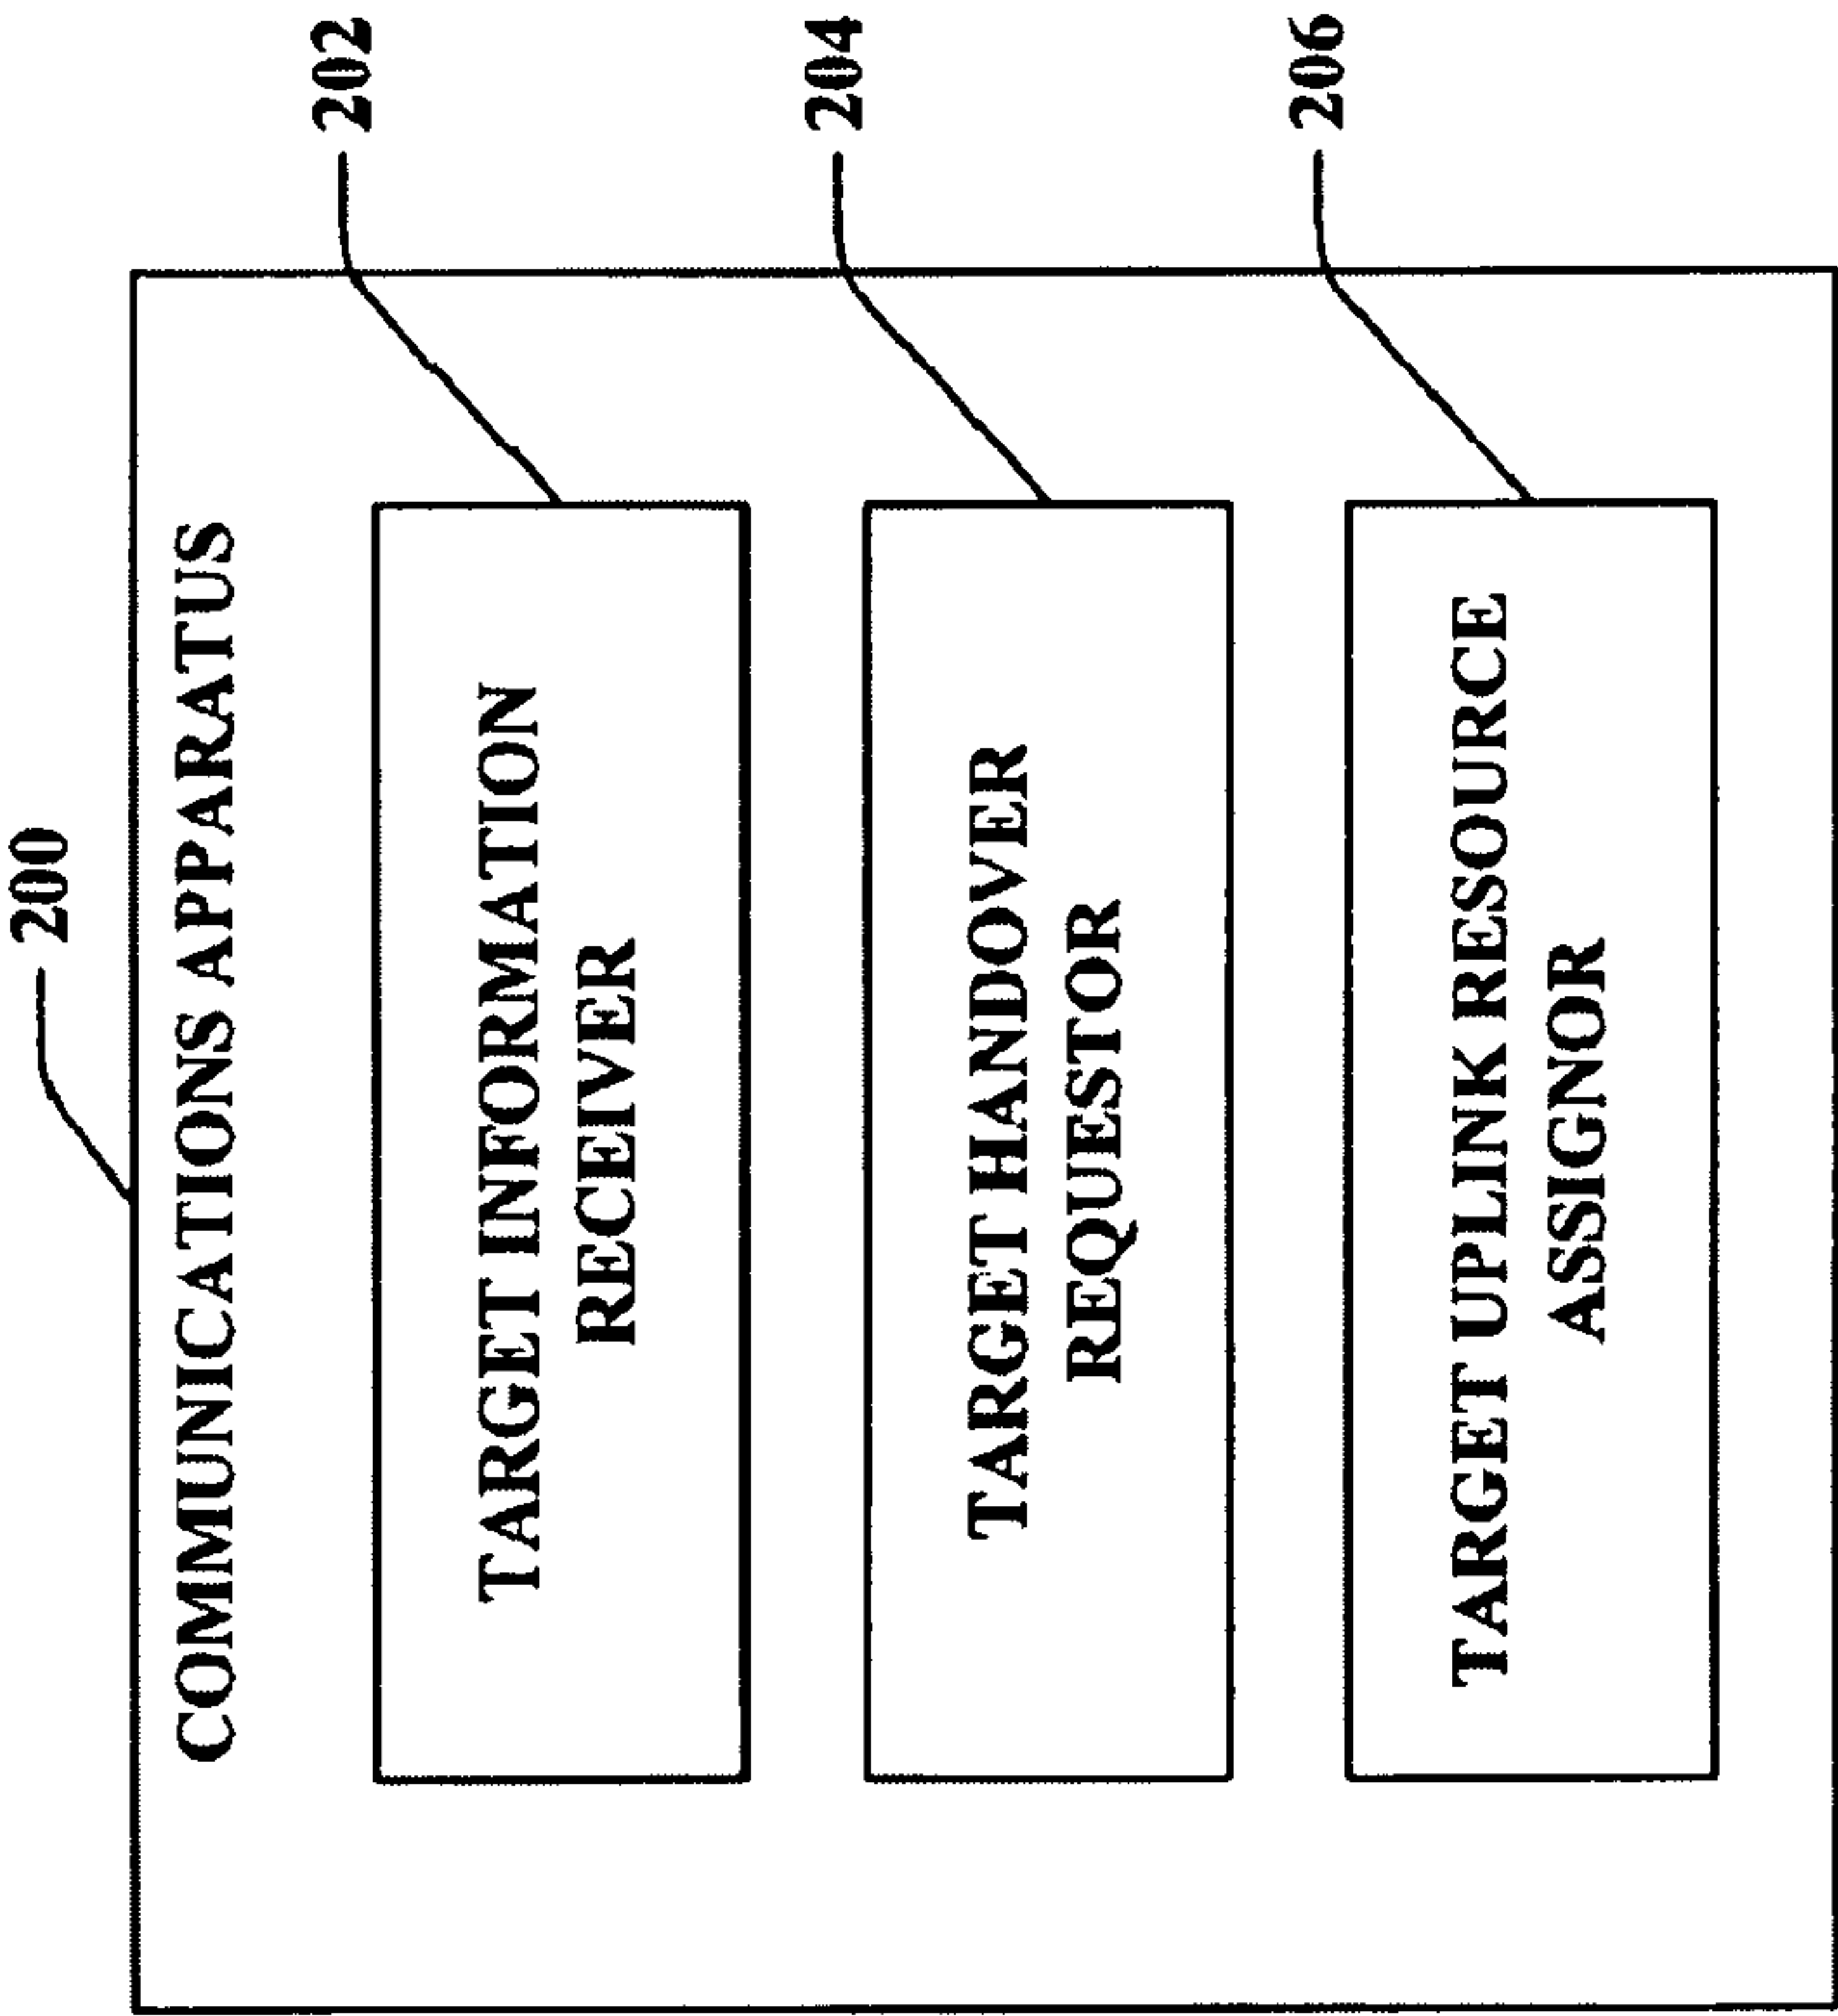 200
COMMUNICATIONS APPARATUS
202
TARGET INFORMATION
RECEIVER
204
TARGET HANDOVER
REQUESTOR
206
TARGET UPLINK RESOURCE
ASSIGNOR